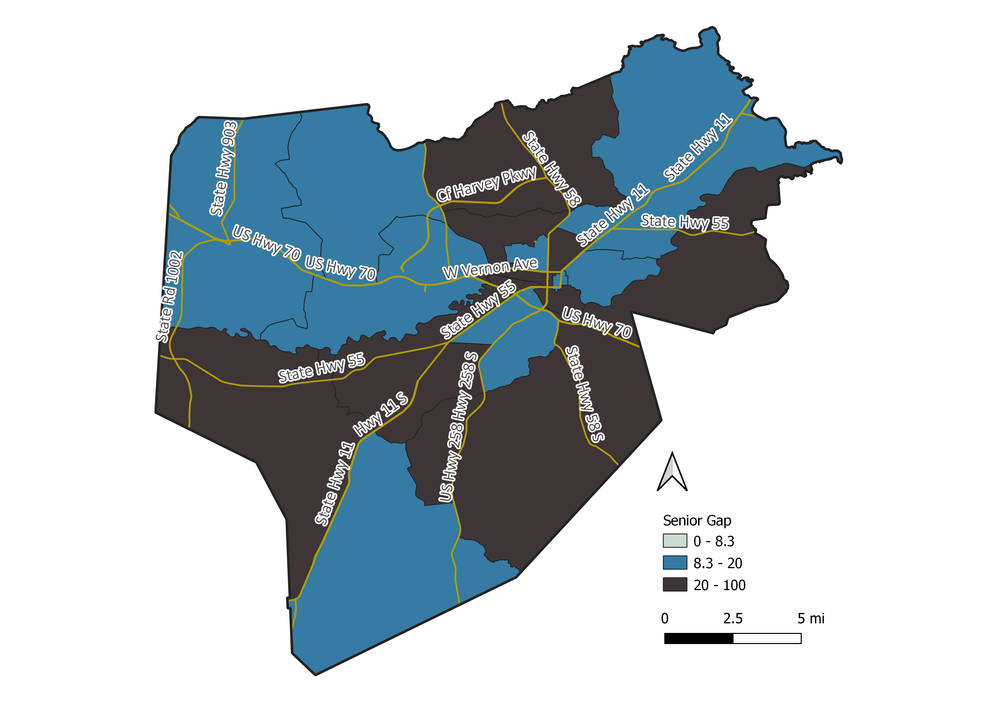 State Hwy 903
State Hwy 58
State Hwy 11
Cf Harvey Pkwy
State Hwy 11
State Hwy 55
US Hwy 70
US Hwy 70
W Vernon Ave
State Rd 1002
State Hwy 55
US Hwy 70
State Hwy 55
State Hwy 58 S
US Hwy 258 Hwy 258 S
Hwy 11 S
State Hwy 11
Senior Gap
0 - 8.3
8.3 - 20
20 - 100
0 2.5 5 mi